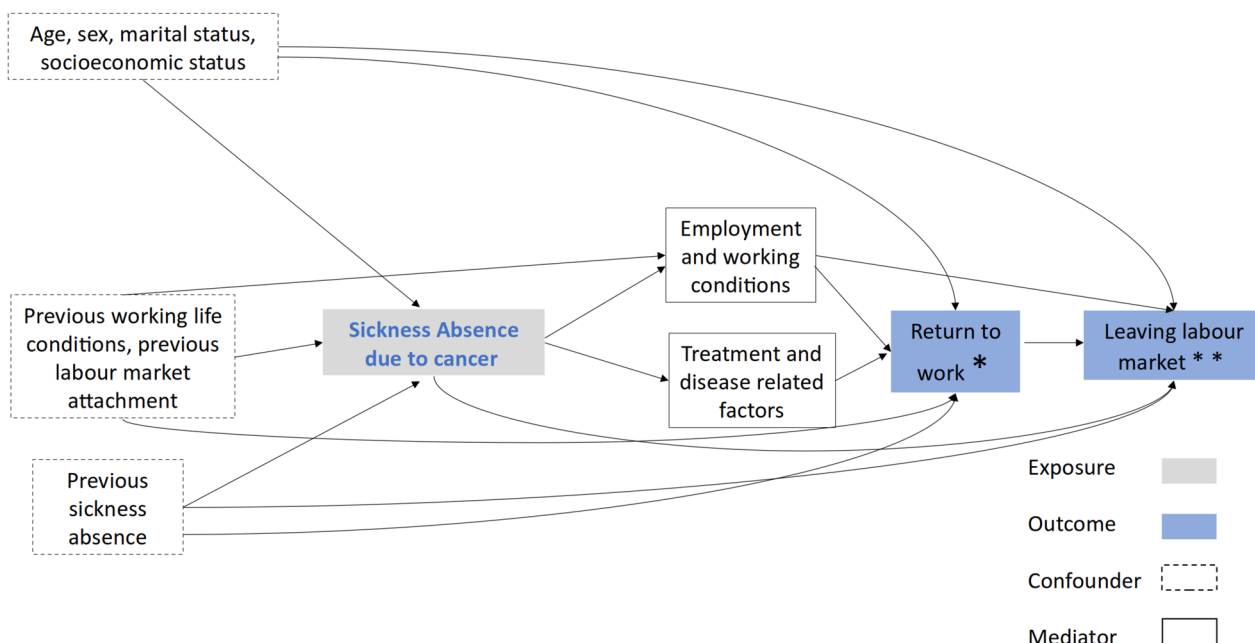 Age, sex, marital status,
socioeconomic status
Employment
and working
conditions
Previous working life
conditions, previous
labour market
attachment
Sickness Absence
due to cancer
Treatment and
disease related
factors
Return to
work *
Leaving labour
market * *
Previous
sickness
absence
Exposure
Outcome
Confounder
Mediator